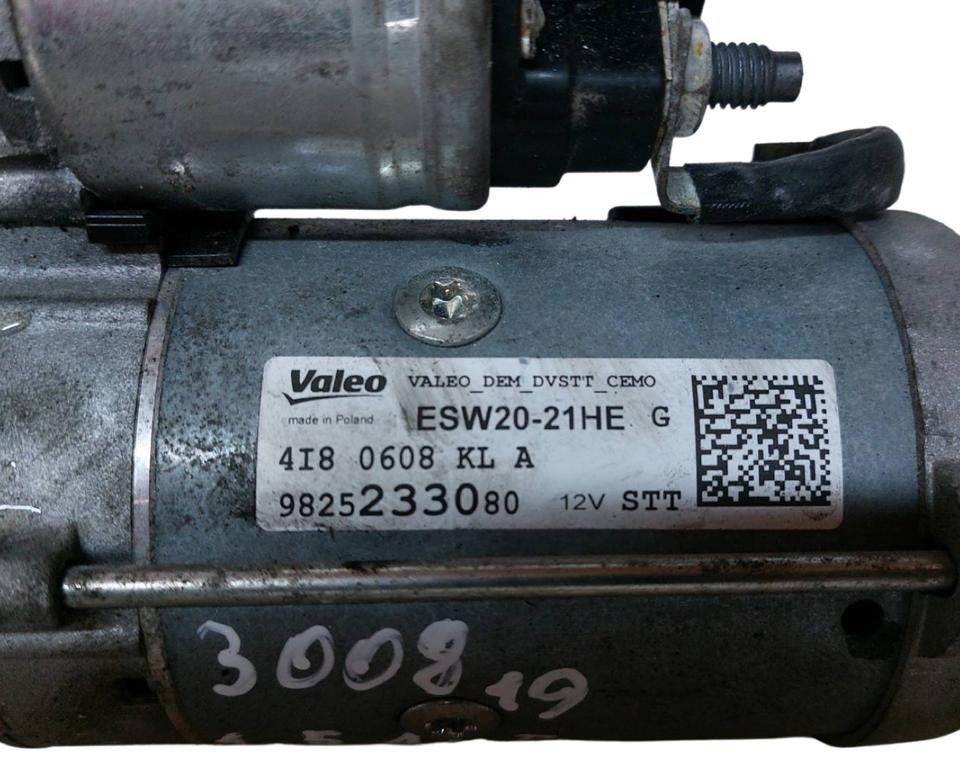 Valeo VALEO_DEM_DVSTT_CEMO
made in Poland ESW20-21HE G
4I8 0608 KL A
9825233080 12V STT
3008 19